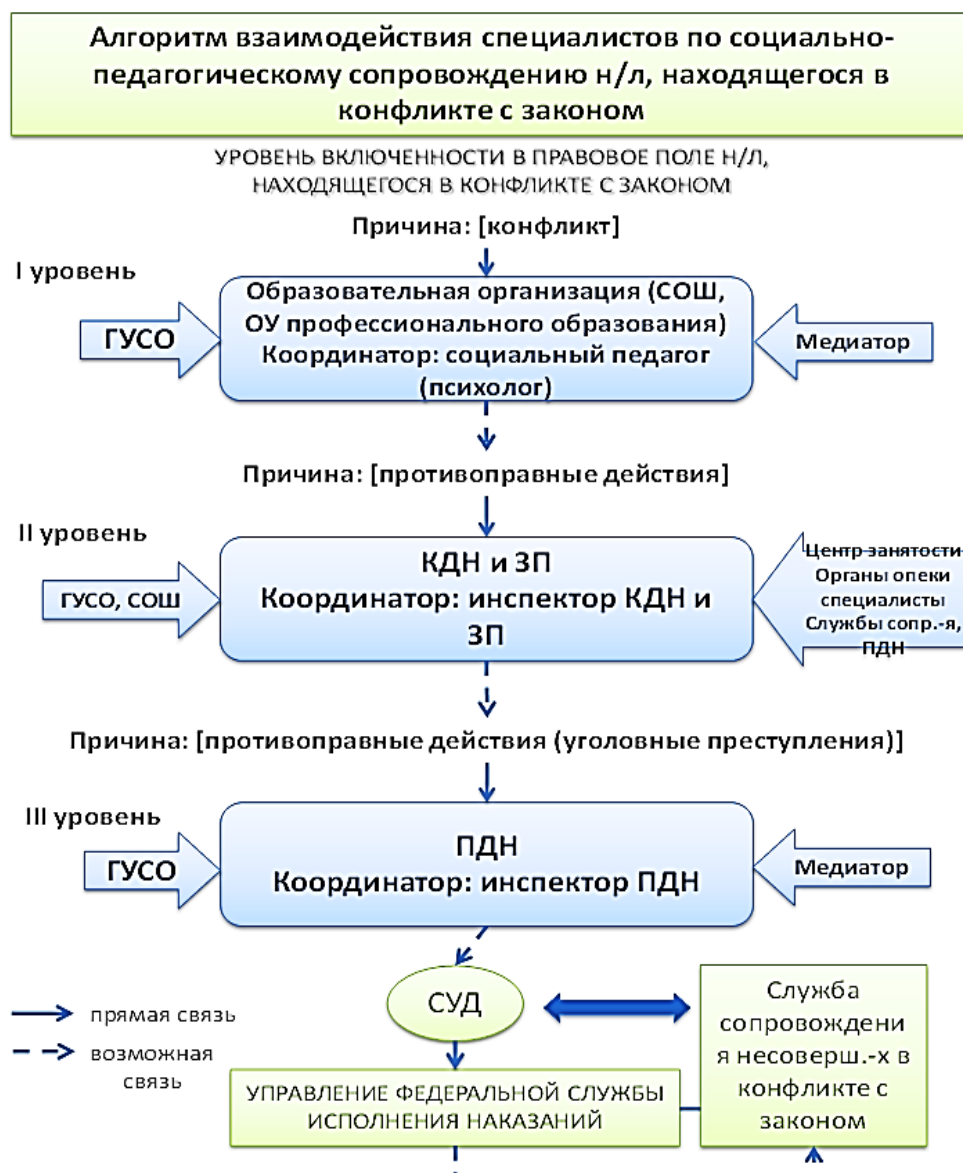 Алгоритм взаимодействия специалистов по социально-
педагогическому сопровождению н/л, находящегося в
конфликте с законом
УРОВЕНЬ ВКЛЮЧЕННОСТИ В ПРАВОВОЕ ПОЛЕ Н/Л,
НАХОДЯЩЕГОСЯ В КОНФЛИКТЕ С ЗАКОНОМ
Причина: [конфликт]
I уровень
ГУСО
Образовательная организация (СОШ,
ОУ профессионального образования)
Координатор: социальный педагог
(психолог)
Медиатор
Причина: [противоправные действия]
II уровень
ГУСО, СОШ
КДН и ЗП
Координатор: инспектор КДН и
ЗП
Центр занятости
Органы опеки
специалисты
Службы сопр.-я,
ПДН
Причина: [противоправные действия (уголовные преступления)]
III уровень
ГУСО
ПДН
Координатор: инспектор ПДН
Медиатор
СУД
Служба
сопровождени
я несоверш.-х в
конфликте с
законом
прямая связь
возможная
связь
УПРАВЛЕНИЕ ФЕДЕРАЛЬНОЙ СЛУЖБЫ
ИСПОЛНЕНИЯ НАКАЗАНИЙ